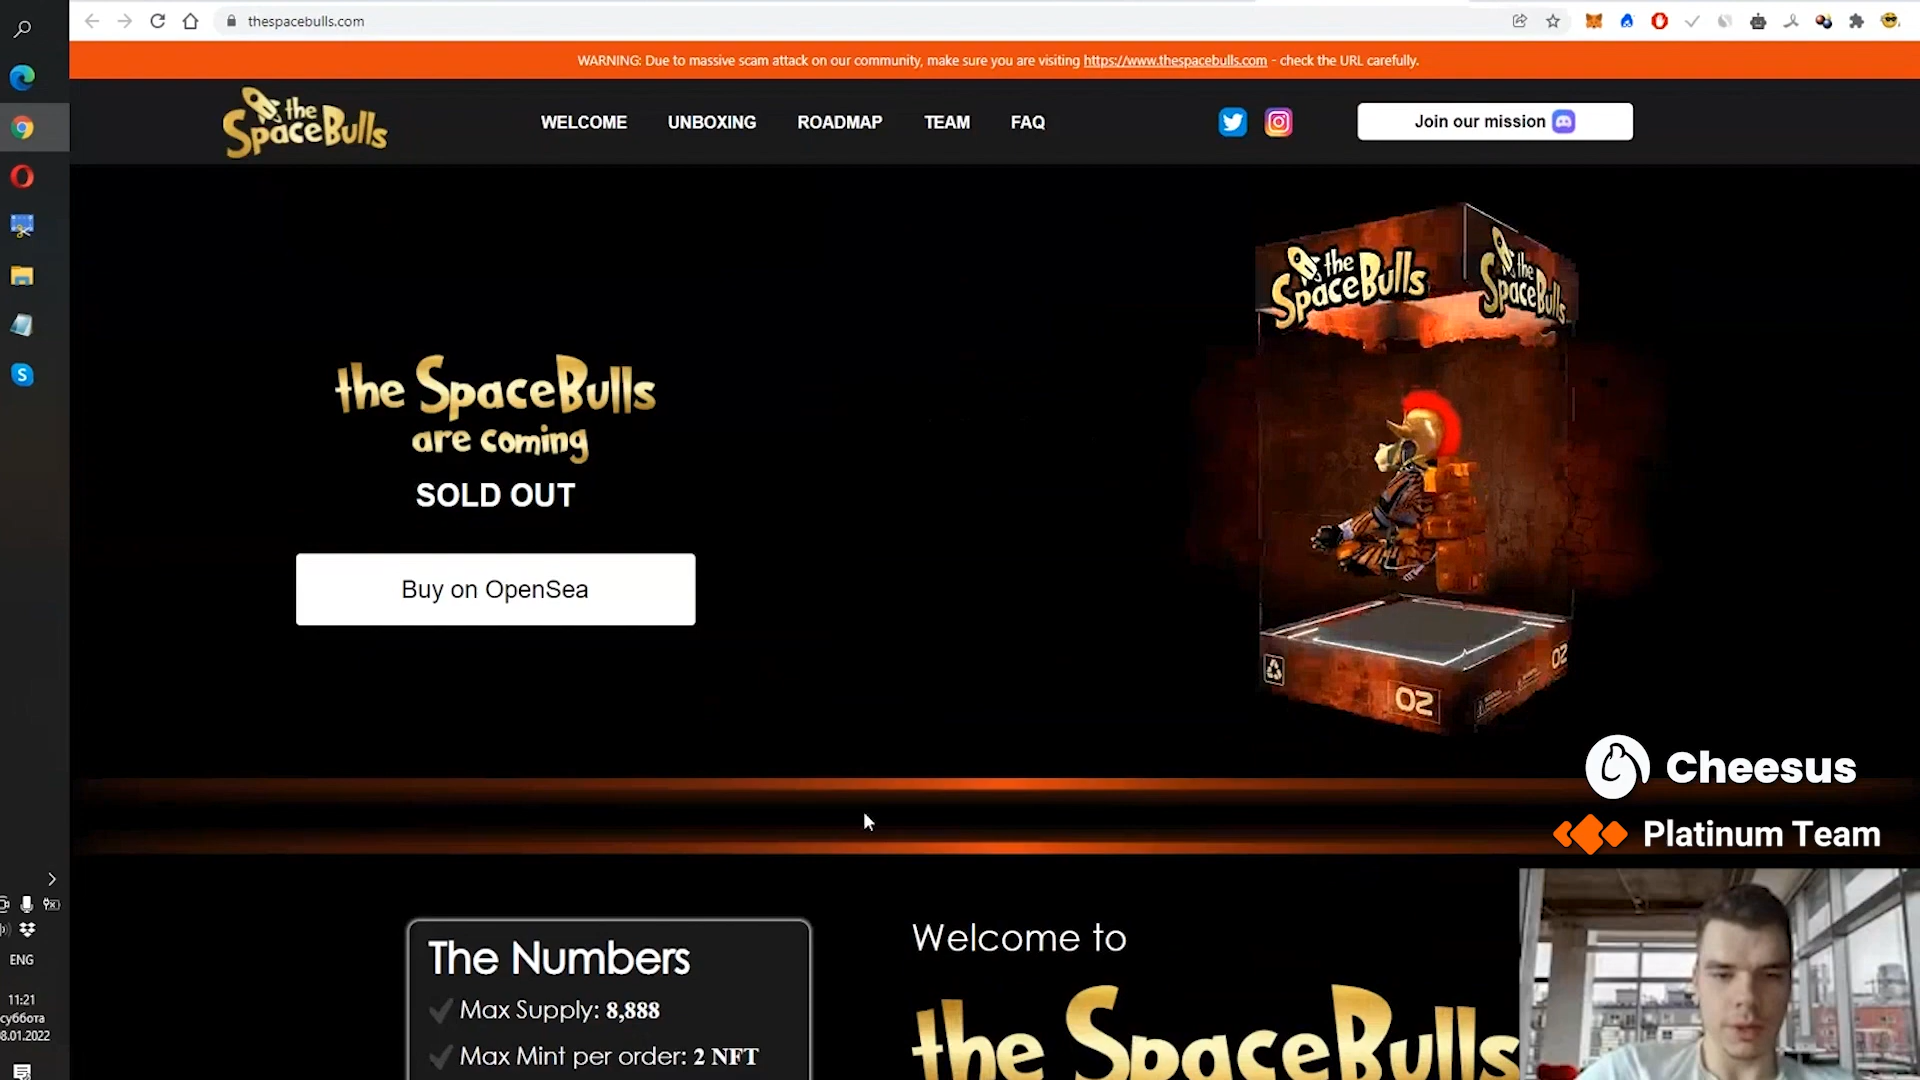 thespacebulls.com
WARNING: Due to massive scam attack on our community, make sure you are visiting https://www.thespacebulls.com - check the URL carefully.
the SpaceBulls
WELCOME UNBOXING ROADMAP TEAM FAQ
Join our mission
the SpaceBulls
the SpaceBulls
the SpaceBulls
are coming
SOLD OUT
Buy on OpenSea
02
02
Cheesus
Platinum Team
The Numbers
Max Supply: 8,888
Max Mint per order: 2 NFT
Welcome to
the SpaceBulls
ENG
11:21
суббота
8.01.2022